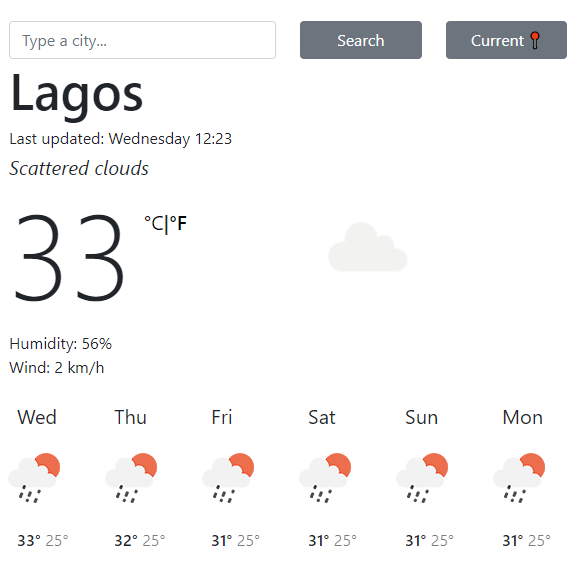 Type a city...
Search
Current
Lagos
Last updated: Wednesday 12:23
Scattered clouds
33 °C|°F
Humidity: 56%
Wind: 2 km/h
Wed Thu Fri Sat Sun Mon
33° 25° 32° 25° 31° 25° 31° 25° 31° 25° 31° 25°